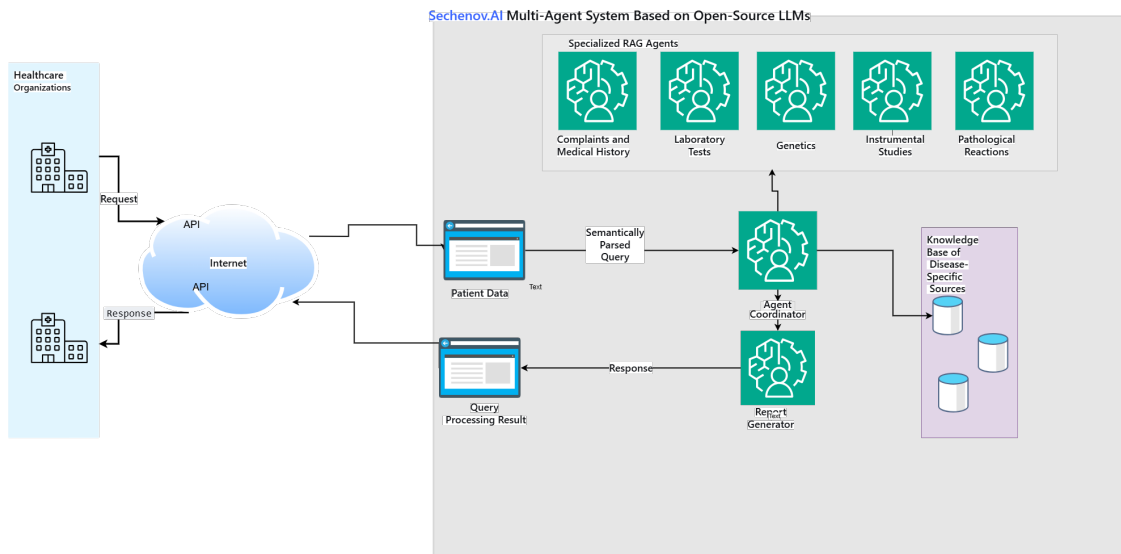 Sechenov.AI Multi-Agent System Based on Open-Source LLMs
Healthcare
Organizations
Specialized RAG Agents
Complaints and
Medical History
Laboratory
Tests
Genetics
Instrumental
Studies
Pathological
Reactions
Request
API
Internet
API
Response
Patient Data
Text
Semantically
Parsed
Query
Agent
Coordinator
Knowledge
Base of
Disease-
Specific
Sources
Query
Processing Result
Response
Report
Text
Generator